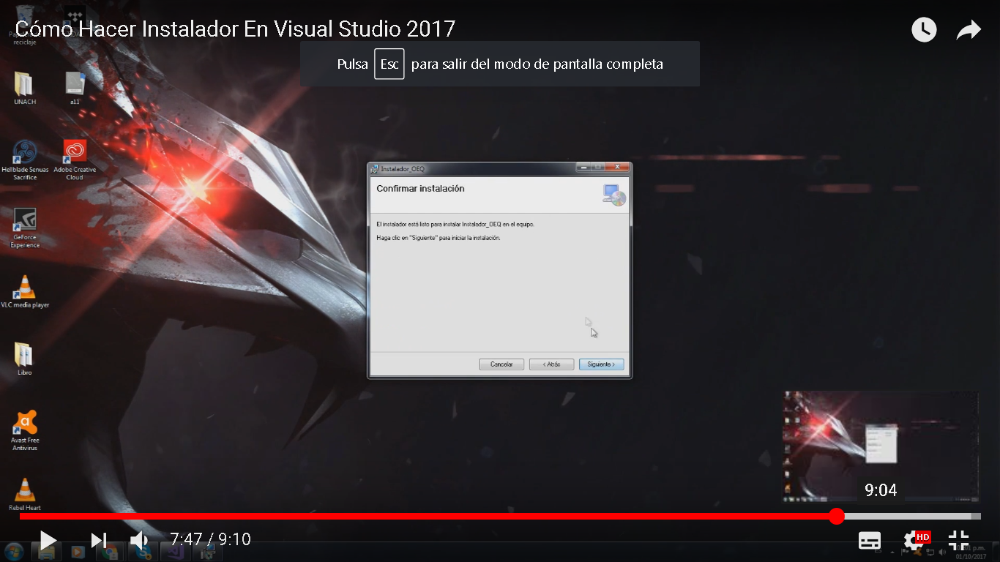 Cómo Hacer Instalador En Visual Studio 2017
Pulsa Esc para salir del modo de pantalla completa
reciclaje
UNACH
a11
Hellblade Senuas
Sacrifice
Adobe Creative
Cloud
GeForce
Experience
VLC media player
Libro
Avast Free
Antivirus
Rebel Heart
Instalador_OEQ
Confirmar instalación
El instalador está listo para instalar Instalador_OEQ en el equipo.
Haga clic en "Siguiente" para iniciar la instalación.
Cancelar
< Atrás
Siguiente >
9:04
7:47 / 9:10
HD
p.m.
01/10/2017